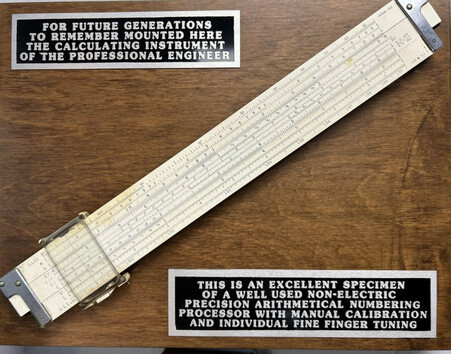 FOR FUTURE GENERATIONS
TO REMEMBER MOUNTED HERE
THE CALCULATING INSTRUMENT
OF THE PROFESSIONAL ENGINEER
THIS IS AN EXCELLENT SPECIMEN
OF A WELL USED NON-ELECTRIC
PRECISION ARITHMETICAL NUMBERING
PROCESSOR WITH MANUAL CALIBRATION
AND INDIVIDUAL FINE FINGER TUNING